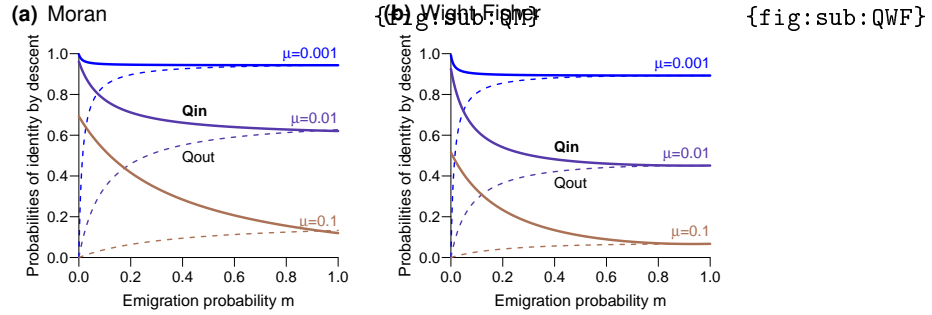 (a) Moran
{fig:sub:QM}
(b) Wight-Fisher
{fig:sub:QWF}
Probabilities of identity by descent
1.0
0.8
0.6
0.4
0.2
0.0
μ=0.001
Qin
μ=0.01
Qout
μ=0.1
0.0 0.2 0.4 0.6 0.8 1.0
Emigration probability m
Probabilities of identity by descent
1.0
0.8
0.6
0.4
0.2
0.0
μ=0.001
Qin
μ=0.01
Qout
μ=0.1
0.0 0.2 0.4 0.6 0.8 1.0
Emigration probability m